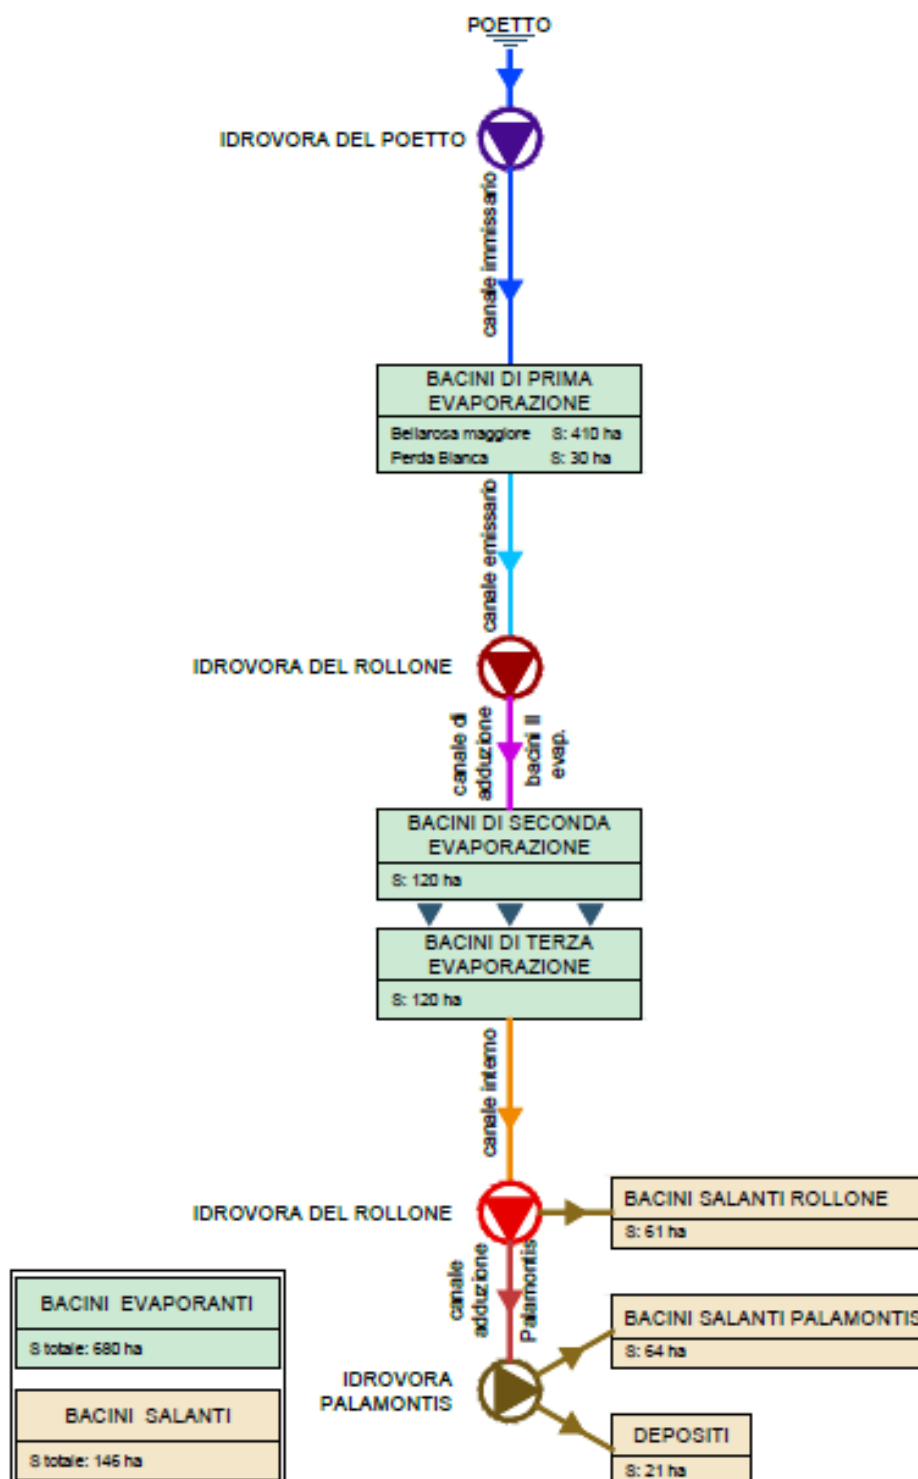 POETTO
IDROVORA DEL POETTO
canale immissario
BACINI DI PRIMA
EVAPORAZIONE
Bellarosa maggiore S: 410 ha
Perda Bianca S: 30 ha
canale emissario
IDROVORA DEL ROLLONE
canale di
adduzione
bacini II
evap.
BACINI DI SECONDA
EVAPORAZIONE
S: 120 ha
BACINI DI TERZA
EVAPORAZIONE
S: 120 ha
canale interno
IDROVORA DEL ROLLONE
BACINI SALANTI ROLLONE
S: 61 ha
canale
adduzione
Palamontis
BACINI SALANTI PALAMONTIS
S: 64 ha
IDROVORA
PALAMONTIS
DEPOSITI
S: 21 ha
BACINI EVAPORANTI
S totale: 680 ha
BACINI SALANTI
S totale: 146 ha